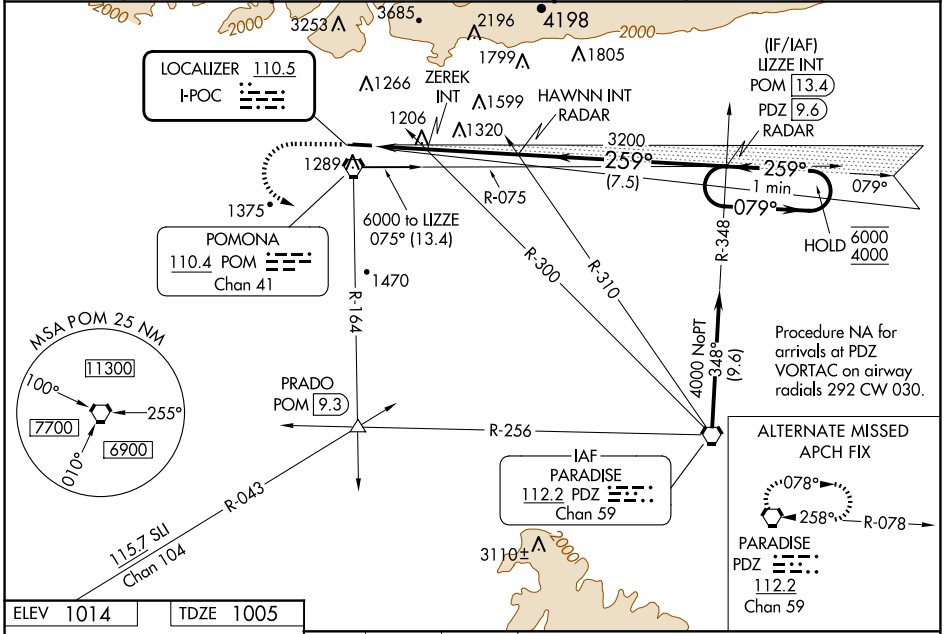 2000
3253
3685
2196
4198
2000
1799
1805
(IF/IAF)
LIZZE INT
POM 13.4
PDZ 9.6
RADAR
LOCALIZER 110.5
I-POC
1266
ZEREK
INT
1599
HAWNN INT
RADAR
1206
1320
3200
1289
259°
(7.5)
259°
1 min
079°
079°
R-075
6000 to LIZZE
075° (13.4)
1375
HOLD 6000
4000
POMONA
110.4 POM
Chan 41
1470
R-164
R-300
R-310
R-348
4000 NoPT
348°
(9.6)
Procedure NA for
arrivals at PDZ
VORTAC on airway
radials 292 CW 030.
MSA POM 25 NM
11300
100°
255°
7700
6900
010°
PRADO
POM 9.3
R-256
R-043
115.7 SLI
Chan 104
IAF
PARADISE
112.2 PDZ
Chan 59
3110±
2000
ALTERNATE MISSED
APCH FIX
078°
258°
R-078
PARADISE
PDZ
112.2
Chan 59
ELEV 1014
TDZE 1005